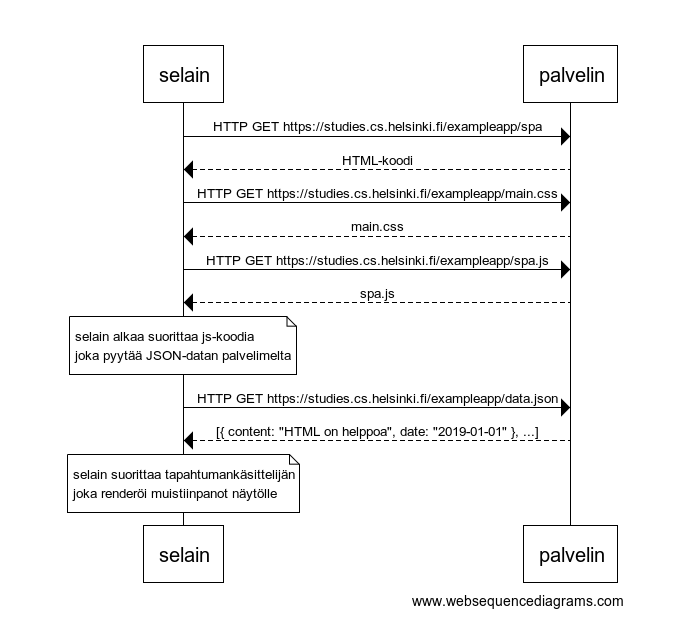 selain palvelin
HTTP GET https://studies.cs.helsinki.fi/exampleapp/spa
HTML-koodi
HTTP GET https://studies.cs.helsinki.fi/exampleapp/main.css
main.css
HTTP GET https://studies.cs.helsinki.fi/exampleapp/spa.js
spa.js
selain alkaa suorittaa js-koodia
joka pyytää JSON-datan palvelimelta
HTTP GET https://studies.cs.helsinki.fi/exampleapp/data.json
[{ content: "HTML on helppoa", date: "2019-01-01" }, ...]
selain suorittaa tapahtumankäsittelijän
joka renderöi muistiinpanot näytölle
selain palvelin
www.websequencediagrams.com